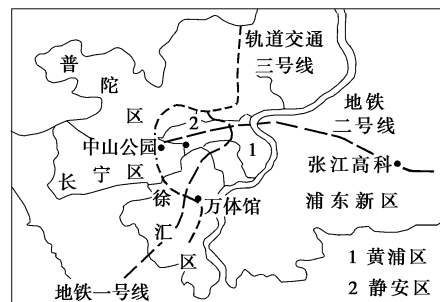 轨道交通
三号线
普陀区
地铁
二号线
2
中山公园
1
张江高科
长宁区
徐汇区
万体馆
浦东新区
地铁一号线
1 黄浦区
2 静安区